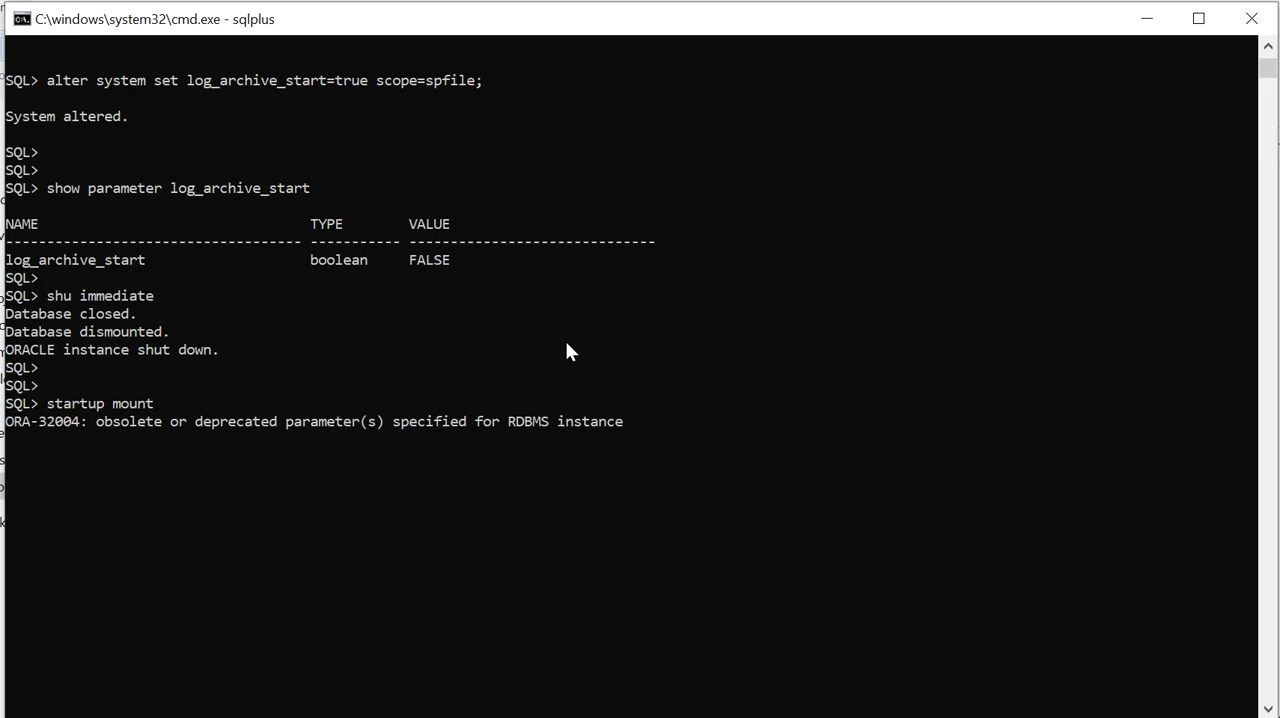 C:\windows\system32\cmd.exe - sqlplus
SQL> alter system set log_archive_start=true scope=spfile;
System altered.
SQL>
SQL>
SQL> show parameter log_archive_start
NAME                                 TYPE        VALUE
------------------------------------ ----------- ------------------------------
log_archive_start                    boolean     FALSE
SQL>
SQL> shu immediate
Database closed.
Database dismounted.
ORACLE instance shut down.
SQL>
SQL>
SQL> startup mount
ORA-32004: obsolete or deprecated parameter(s) specified for RDBMS instance